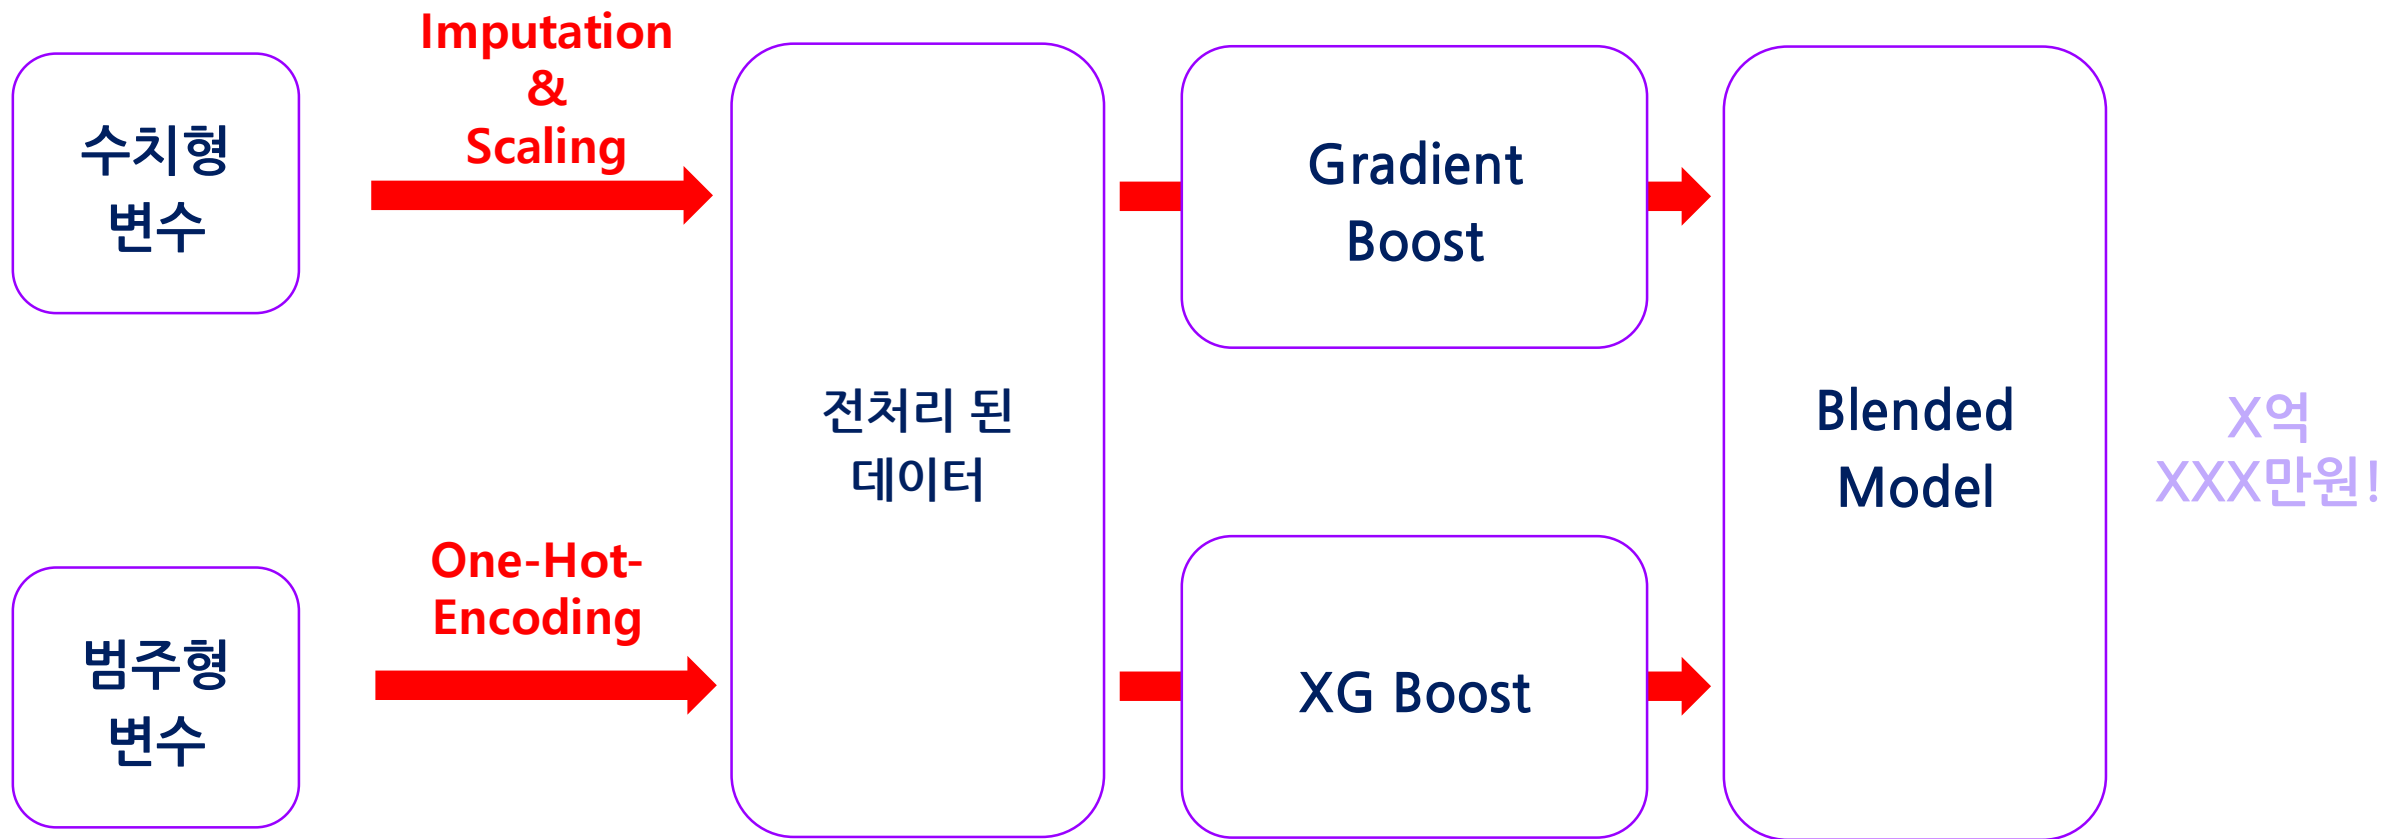 Imputation
&
Scaling
수치형
변수
Gradient
Boost
전처리 된
데이터
Blended
Model
X억
XXX만원!
One-Hot-
Encoding
범주형
변수
XG Boost